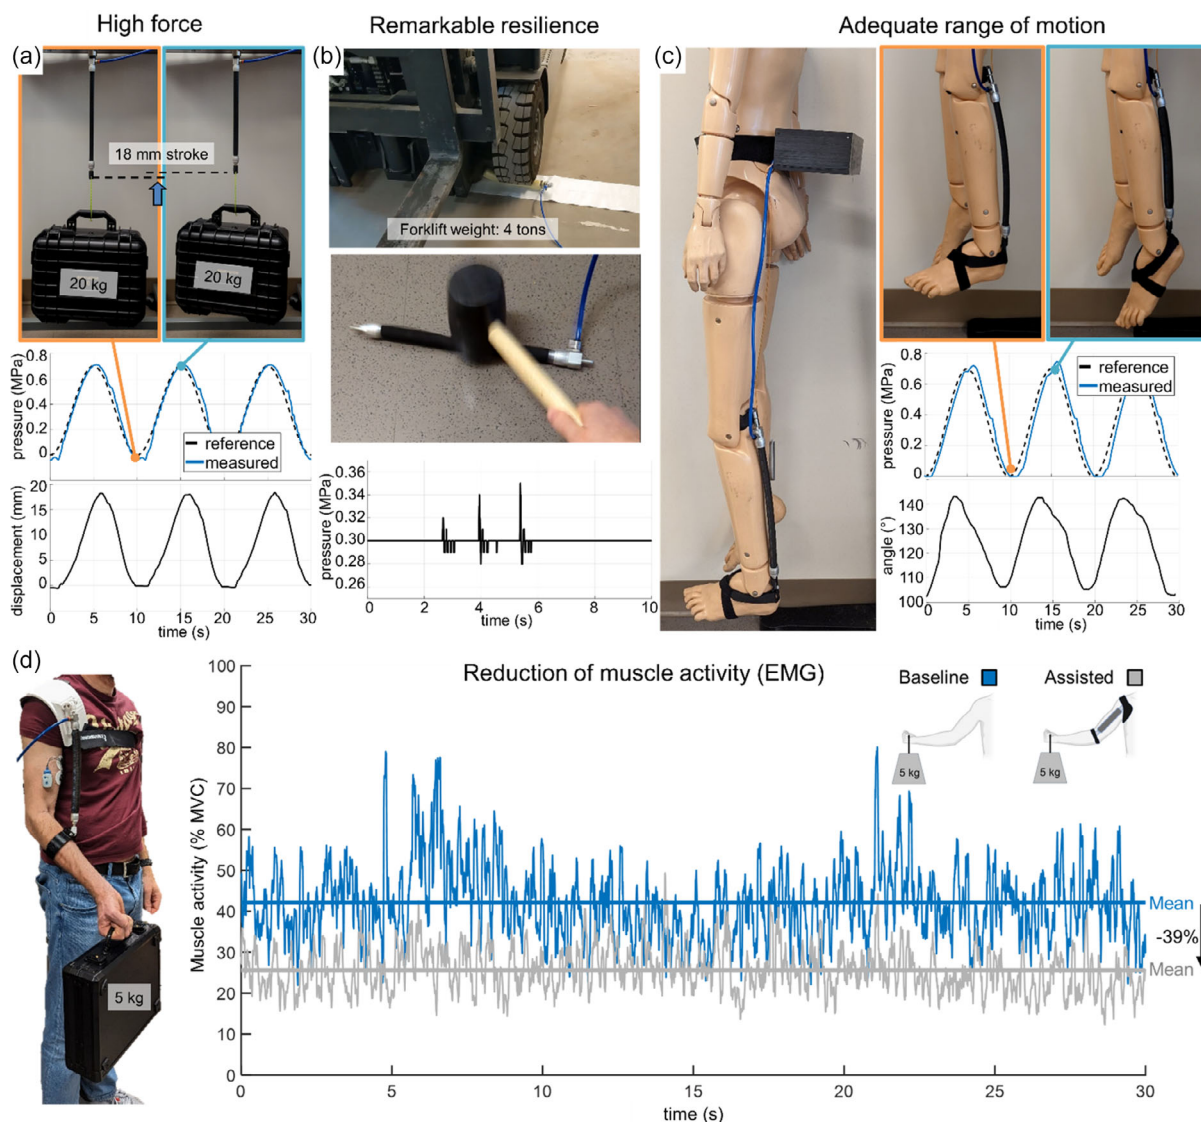 High force
Remarkable resilience
Adequate range of motion
(a)
18 mm stroke
20 kg
20 kg
0.8
0.6
0.4
0.2
0
pressure (MPa)
0
5
10
15
20
25
30
reference
measured
20
15
10
5
0
displacement (mm)
0
5
10
15
20
25
30
time (s)
(b)
Forklift weight: 4 tons
0.36
0.34
0.32
0.30
0.28
0.26
pressure (MPa)
0
2
4
6
8
10
time (s)
(c)
0.8
0.6
0.4
0.2
0
pressure (MPa)
reference
measured
140
130
120
110
100
angle (°)
0
5
10
15
20
25
30
time (s)
(d)
5 kg
Reduction of muscle activity (EMG)
Baseline
Assisted
5 kg
5 kg
100
90
80
70
60
50
40
30
20
10
0
Muscle activity (% MVC)
Mean
-39%
Mean
0
5
10
15
20
25
30
time (s)